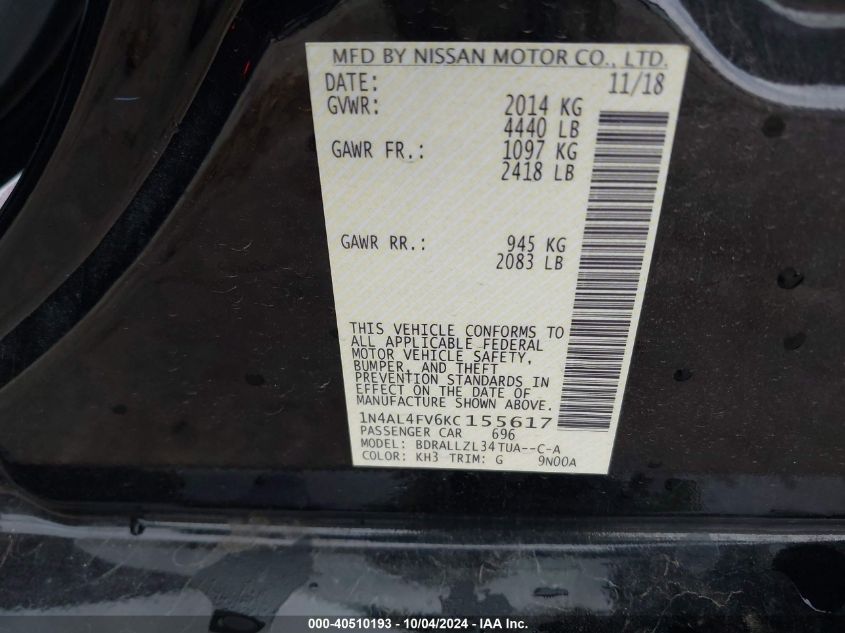 MFD BY NISSAN MOTOR CO., LTD.
DATE: 11/18
GVWR: 2014 KG
4440 LB
GAWR FR.: 1097 KG
2418 LB
GAWR RR.: 945 KG
2083 LB
THIS VEHICLE CONFORMS TO
ALL APPLICABLE FEDERAL
MOTOR VEHICLE SAFETY,
BUMPER, AND THEFT
PREVENTION STANDARDS IN
EFFECT ON THE DATE OF
MANUFACTURE SHOWN ABOVE.
1N4AL4FV6KC155617
PASSENGER CAR 696
MODEL: BDRALLZL34TUA--C-A
COLOR: KH3 TRIM: G 9N00A
000-40510193 - 10/04/2024 - IAA Inc.